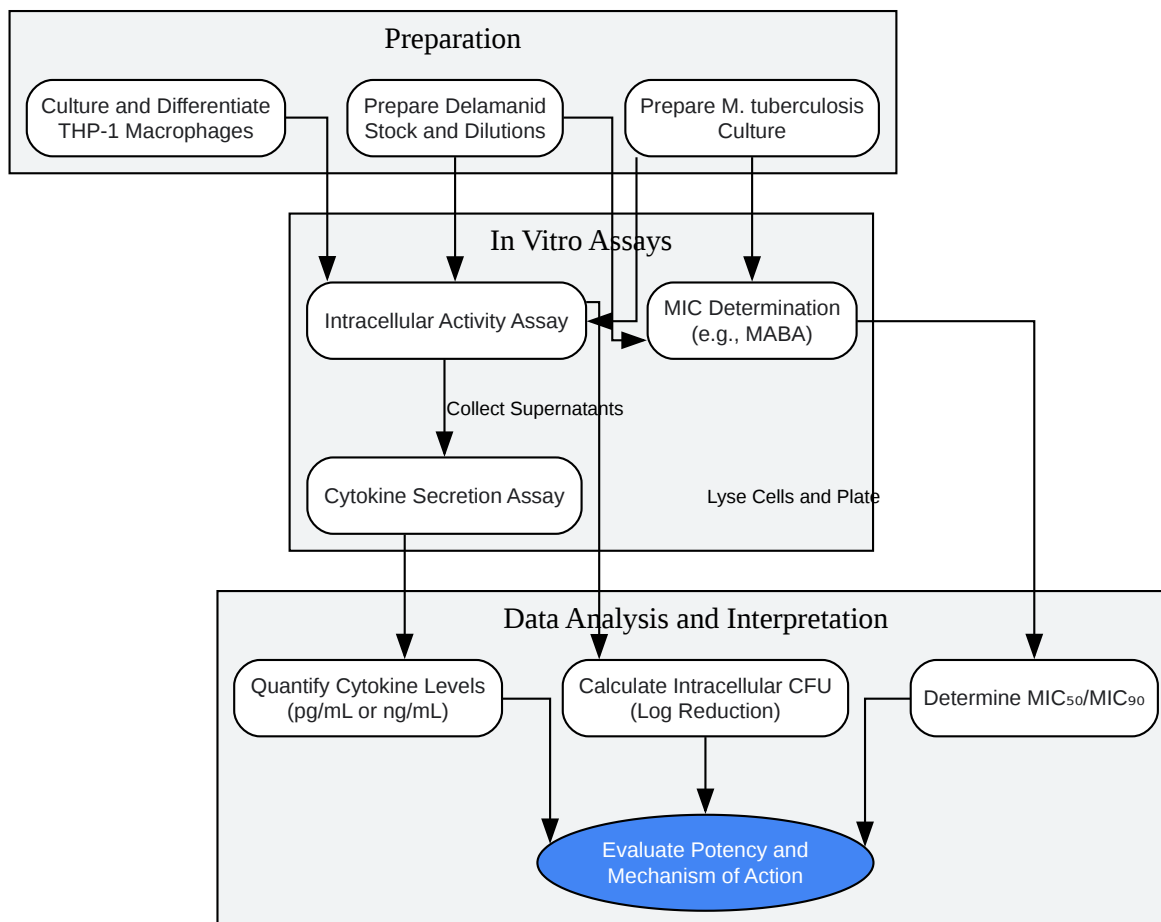 Preparation
Culture and Differentiate
THP-1 Macrophages
Prepare Delamanid
Stock and Dilutions
Prepare M. tuberculosis
Culture
In Vitro Assays
Intracellular Activity Assay
MIC Determination
(e.g., MABA)
Collect Supernatants
Cytokine Secretion Assay
Lyse Cells and Plate
Data Analysis and Interpretation
Quantify Cytokine Levels
(pg/mL or ng/mL)
Calculate Intracellular CFU
(Log Reduction)
Determine MIC₅₀/MIC₉₀
Evaluate Potency and
Mechanism of Action